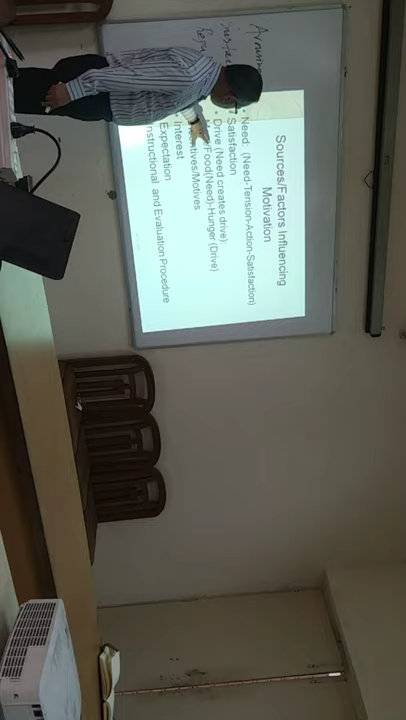 Sources/Factors Influencing
Motivation
• Need: (Need-Tension-Action-Satisfaction)
Satisfaction
• Drive (Need creates drive):
Food(Need)-Hunger (Drive)
tives/Motives
• Interest
Expectation
nstructional and Evaluation Procedure